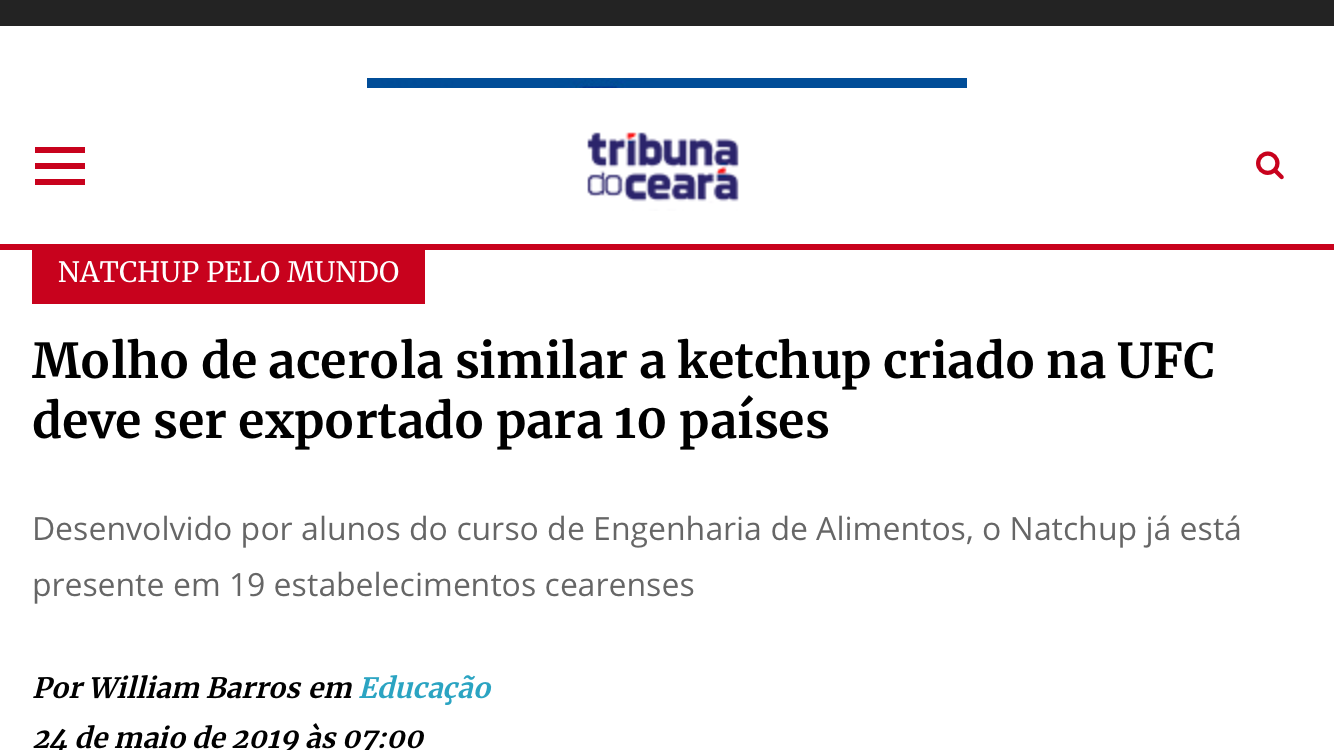 tribuna
do ceará
NATCHUP PELO MUNDO
Molho de acerola similar a ketchup criado na UFC
deve ser exportado para 10 países
Desenvolvido por alunos do curso de Engenharia de Alimentos, o Natchup já está
presente em 19 estabelecimentos cearenses
Por William Barros em Educação
24 de maio de 2019 às 07:00